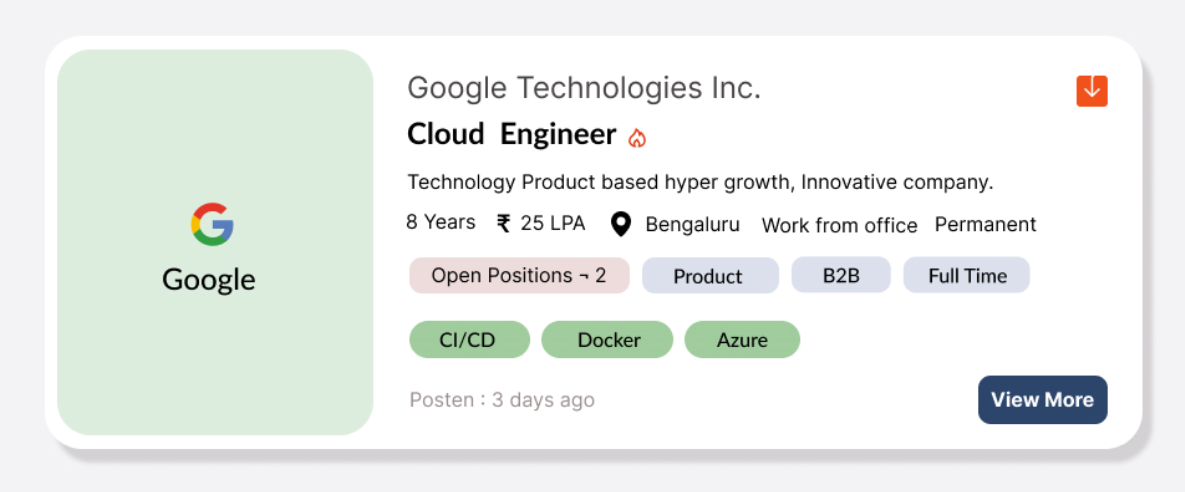 Google
Google Technologies Inc.
Cloud Engineer
Technology Product based hyper growth, Innovative company.
8 Years ₹ 25 LPA Bengaluru Work from office Permanent
Open Positions ¬ 2 Product B2B Full Time
CI/CD Docker Azure
Posten : 3 days ago
View More